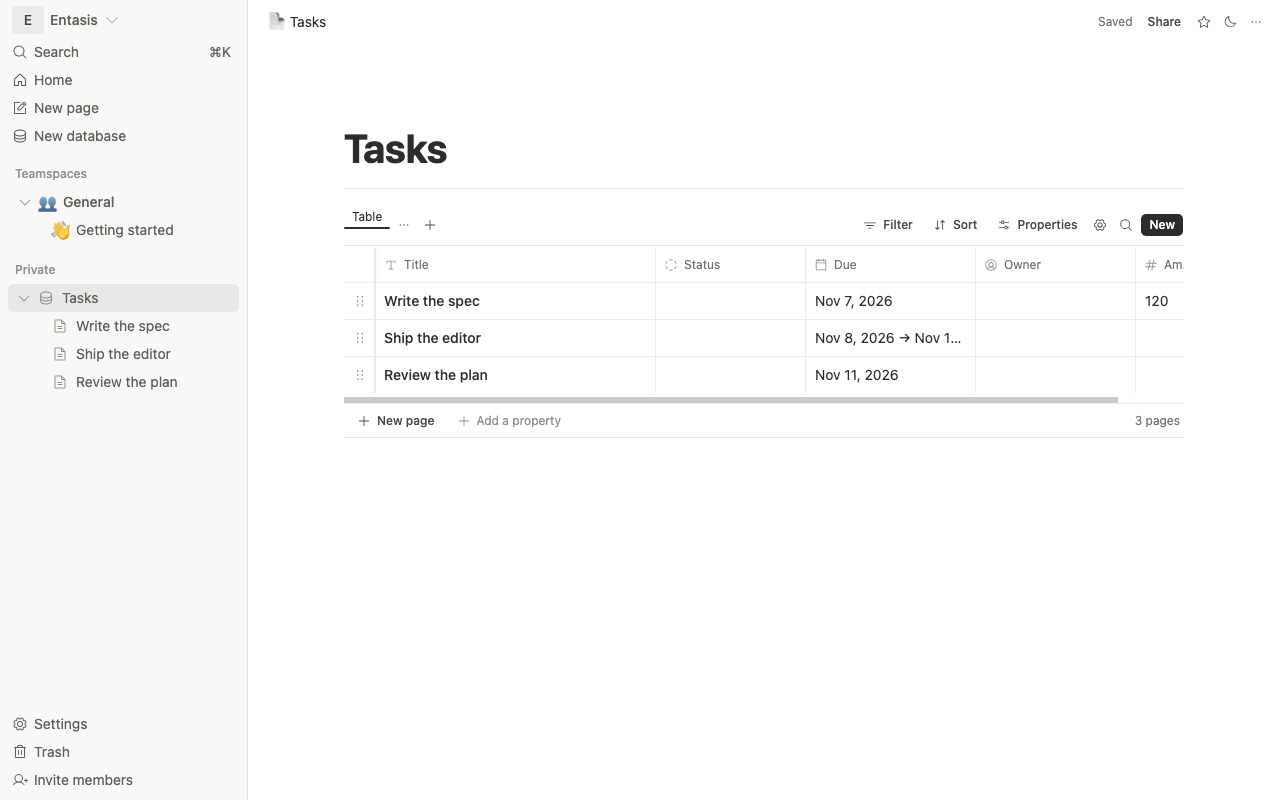 E Entasis
Search ⌘K
Home
New page
New database
Teamspaces
General
Getting started
Private
Tasks
Write the spec
Ship the editor
Review the plan
Settings
Trash
Invite members
Tasks
Saved Share
Tasks
Table
Filter Sort Properties New
Title Status Due Owner # Am.
Write the spec Nov 7, 2026 120
Ship the editor Nov 8, 2026 → Nov 1...
Review the plan Nov 11, 2026
New page Add a property 3 pages